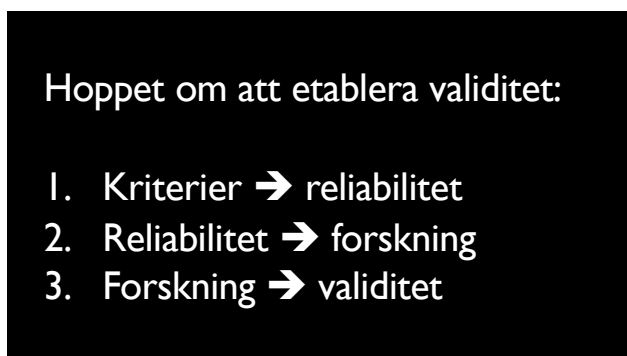 Hoppet om att etablera validitet:
1. Kriterier ➔ reliabilitet
2. Reliabilitet ➔ forskning
3. Forskning ➔ validitet